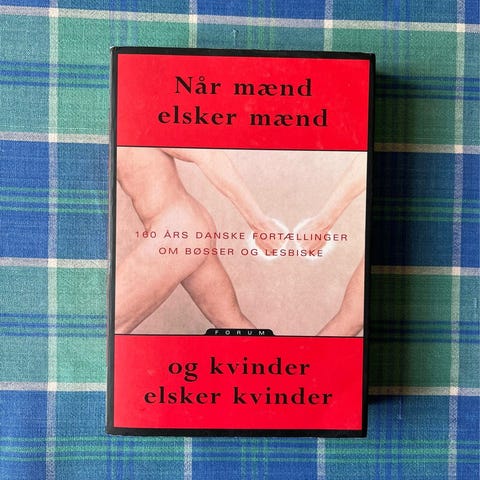 Når mænd
elsker mænd
160 ÅRS DANSKE FORTÆLLINGER
OM BØSSER OG LESBISKE
FORUM
og kvinder
elsker kvinder